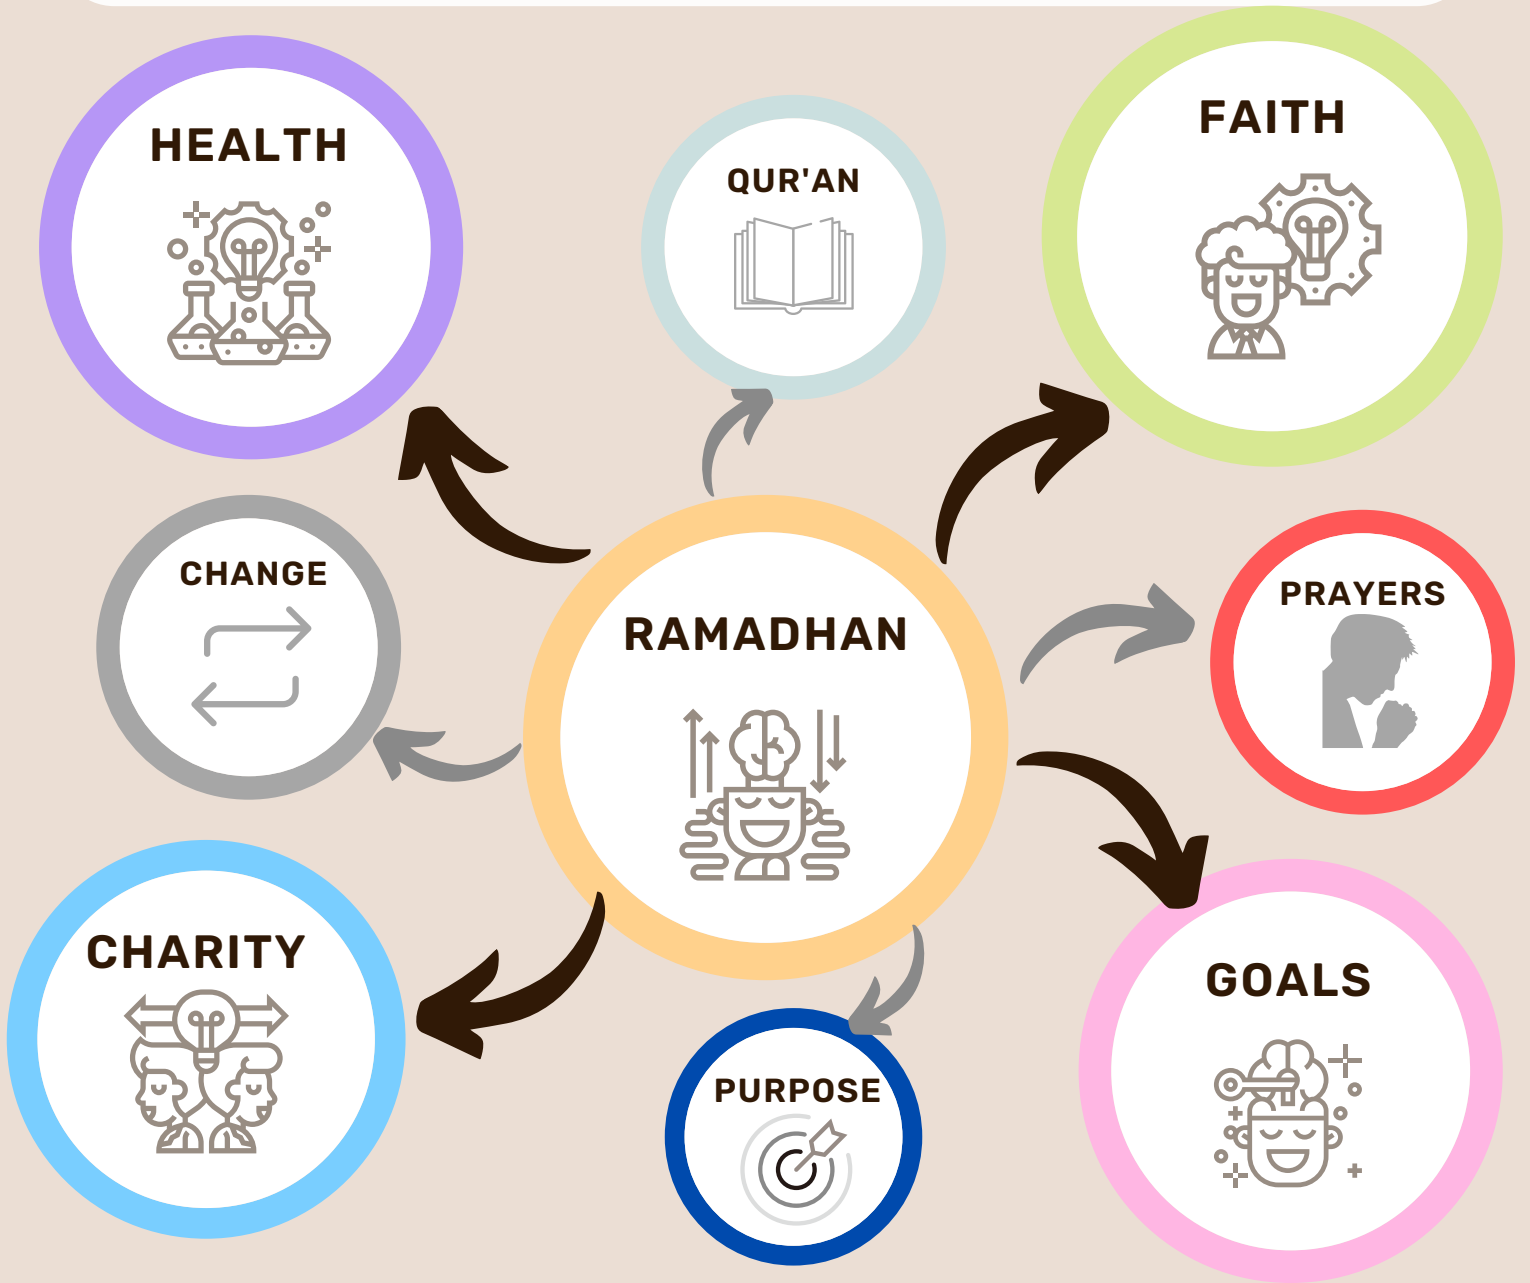 HEALTH
QUR'AN
FAITH
CHANGE
RAMADHAN
PRAYERS
CHARITY
PURPOSE
GOALS